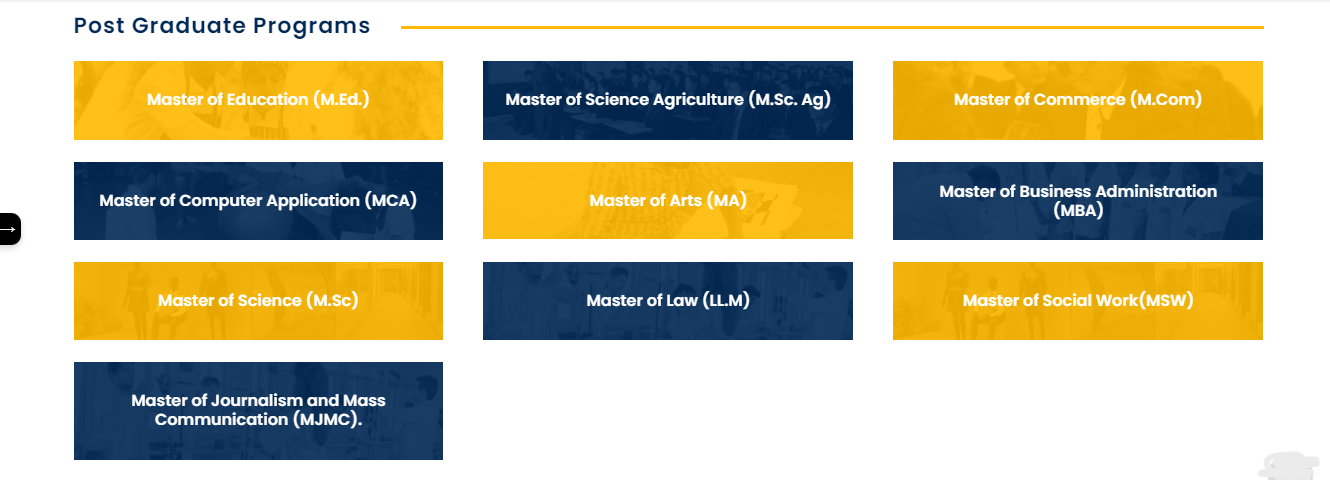 Post Graduate Programs
Master of Education (M.Ed.)
Master of Science Agriculture (M.Sc. Ag)
Master of Commerce (M.Com)
Master of Computer Application (MCA)
Master of Arts (MA)
Master of Business Administration
(MBA)
Master of Science (M.Sc)
Master of Law (LL.M)
Master of Social Work(MSW)
Master of Journalism and Mass
Communication (MJMC).